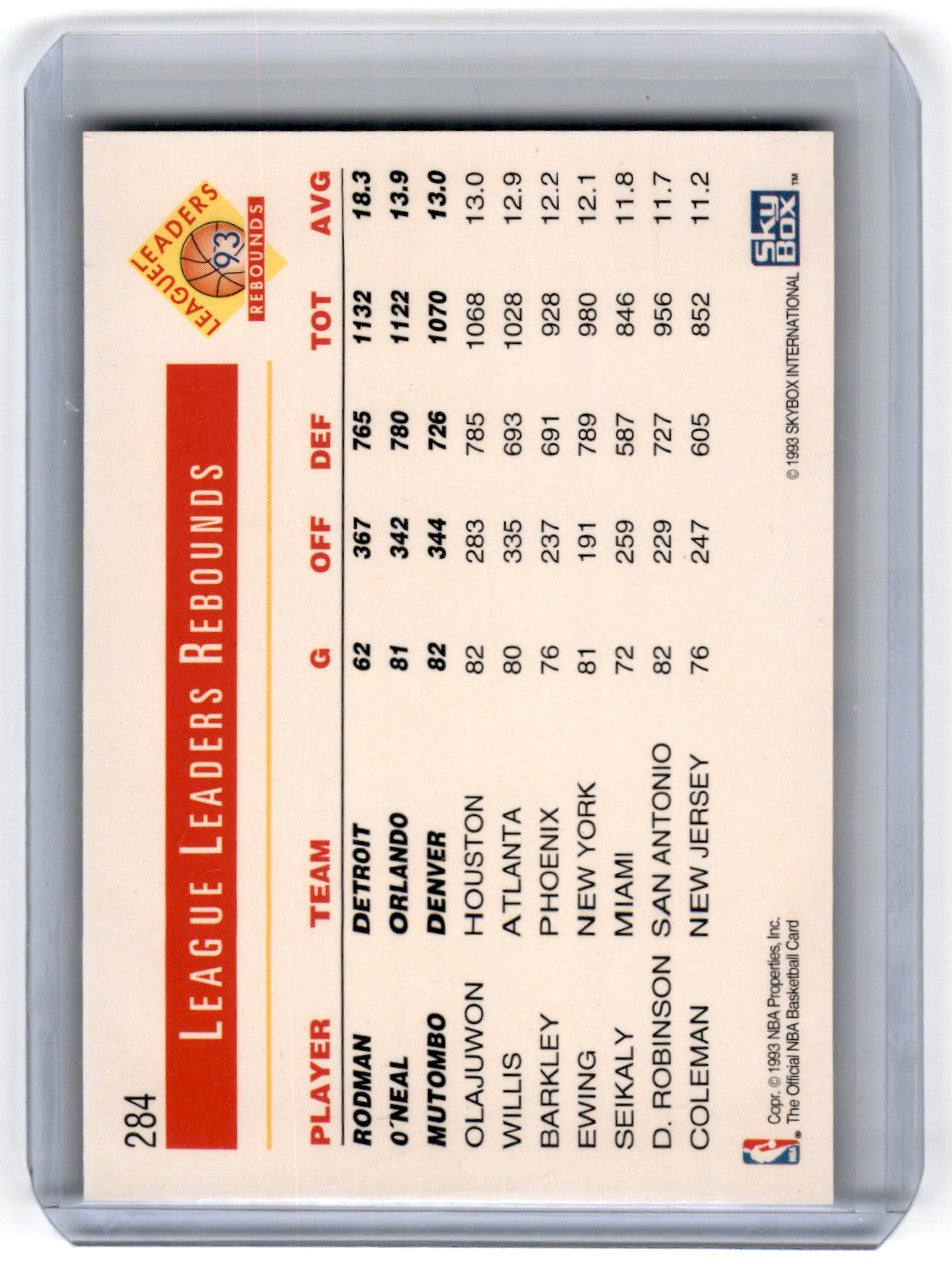 284
LEAGUE LEADERS REBOUNDS
LEAGUE LEADERS
93
REBOUNDS
PLAYER TEAM G OFF DEF TOT AVG
RODMAN DETROIT 62 367 765 1132 18.3
O'NEAL ORLANDO 81 342 780 1122 13.9
MUTOMBO DENVER 82 344 726 1070 13.0
OLAJUWON HOUSTON 82 283 785 1068 13.0
WILLIS ATLANTA 80 335 693 1028 12.9
BARKLEY PHOENIX 76 237 691 928 12.2
EWING NEW YORK 81 191 789 980 12.1
SEIKALY MIAMI 72 259 587 846 11.8
D. ROBINSON SAN ANTONIO 82 229 727 956 11.7
COLEMAN NEW JERSEY 76 247 605 852 11.2
NBA ®
Copr. © 1993 NBA Properties, Inc.
The Official NBA Basketball Card
© 1993 SKYBOX INTERNATIONAL
SKY
BOX ™